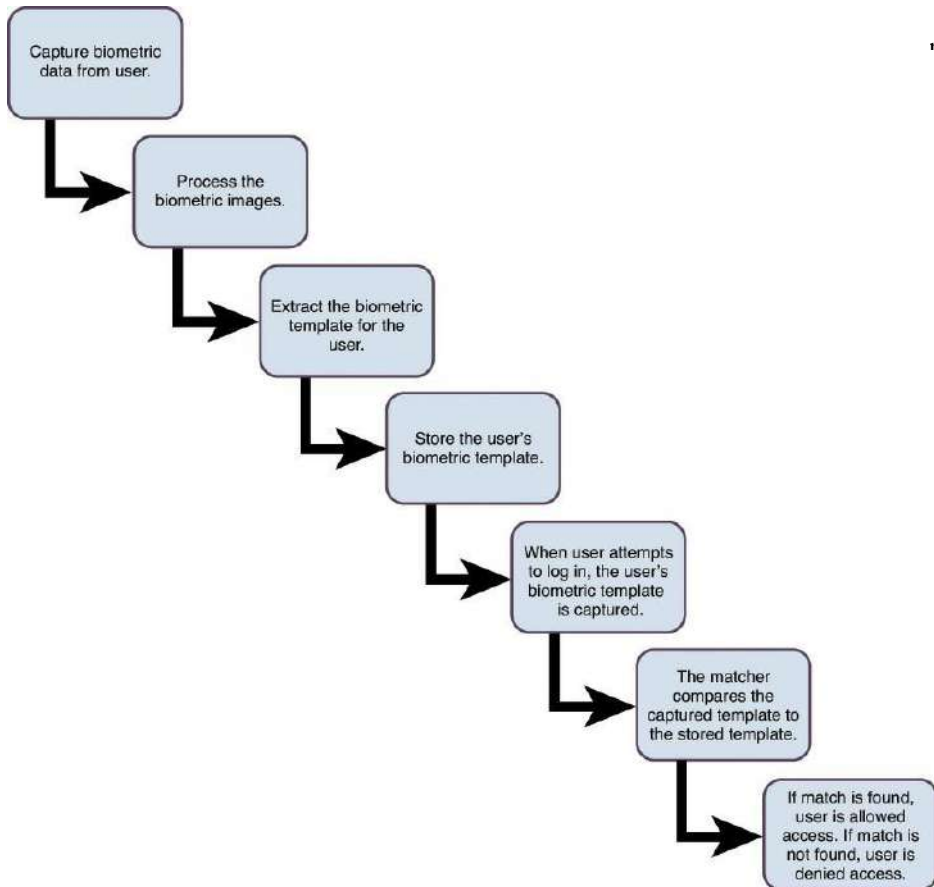 Capture biometric
data from user.
Process the
biometric images.
Extract the biometric
template for the
user.
Store the user's
biometric template.
When user attempts
to log in, the user's
biometric template
is captured.
The matcher
compares the
captured template to
the stored template.
If match is found,
user is allowed
access. If match is
not found, user is
denied access.